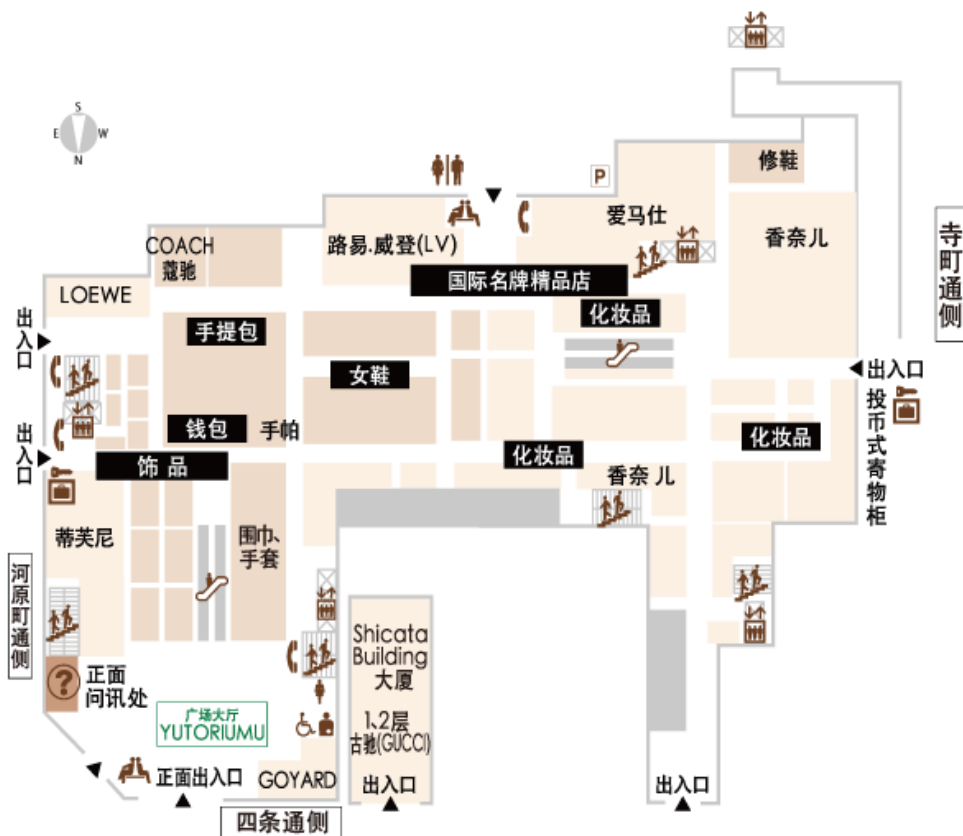 S
E W
N
P
修鞋
爱马仕
香奈儿
寺町通侧
COACH
蔻驰
路易.威登(LV)
国际名牌精品店
LOEWE
化妆品
出入口
手提包
女鞋
出入口
投币式寄物柜
钱包
手帕
化妆品
出入口
饰品
化妆品
香奈儿
蒂芙尼
围巾、
手套
河原町通侧
Shicata
Building
大厦
1、2层
古驰(GUCCI)
?
正面
问讯处
广场大厅
YUTORIUMU
正面出入口
GOYARD
出入口
出入口
四条通侧